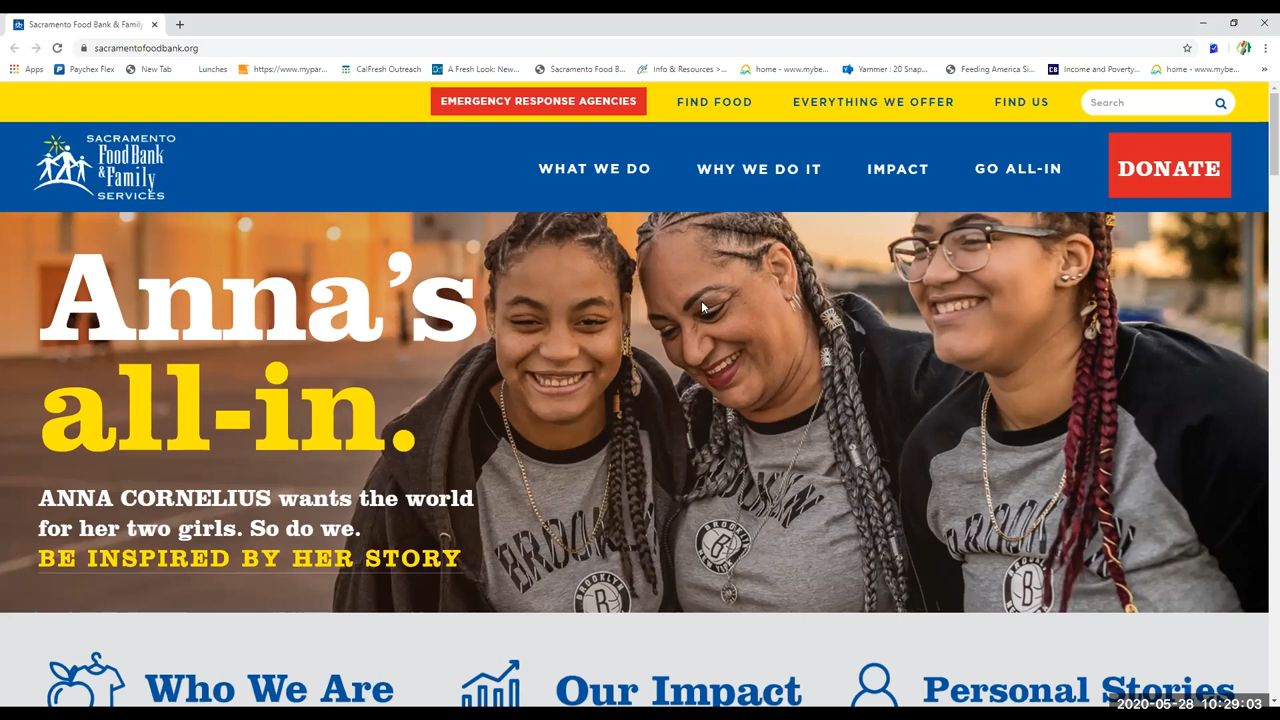 Sacramento Food Bank & Family
sacramentofoodbank.org
Apps Paychex Flex New Tab Lunches https://www.mypar... CalFresh Outreach A Fresh Look: New... Sacramento Food B... Info & Resources >... home - www.mybe... Yammer : 20 Snap... Feeding America Si... Income and Poverty... home - www.mybe... »
EMERGENCY RESPONSE AGENCIES FIND FOOD EVERYTHING WE OFFER FIND US Search
SACRAMENTO
Food Bank
& Family
SERVICES
WHAT WE DO WHY WE DO IT IMPACT GO ALL-IN DONATE
Anna's
all-in.
ANNA CORNELIUS wants the world
for her two girls. So do we.
BE INSPIRED BY HER STORY
BROOKLYN
BROOKLYN
B
Who We Are Our Impact Personal Stories
2020-05-28 10:29:03